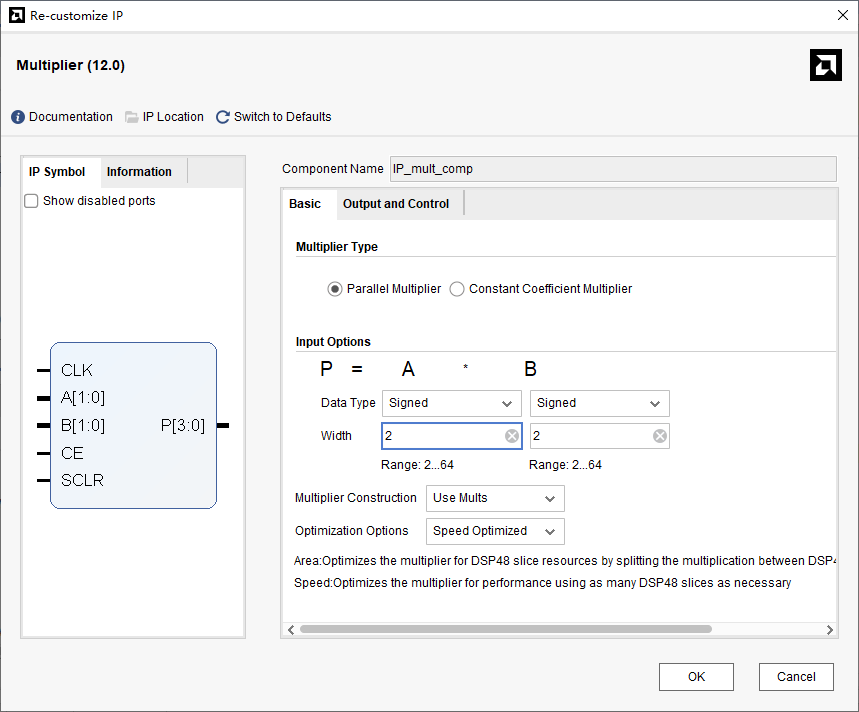 Re-customize IP
Multiplier (12.0)
Documentation IP Location Switch to Defaults
IP Symbol Information
Show disabled ports
CLK
A[1:0]
B[1:0] P[3:0]
CE
SCLR
Component Name IP_mult_comp
Basic Output and Control
Multiplier Type
Parallel Multiplier Constant Coefficient Multiplier
Input Options
P = A * B
Data Type Signed Signed
Width 2 2
Range: 2...64 Range: 2...64
Multiplier Construction Use Mults
Optimization Options Speed Optimized
Area:Optimizes the multiplier for DSP48 slice resources by splitting the multiplication between DSP4
Speed:Optimizes the multiplier for performance using as many DSP48 slices as necessary
OK Cancel